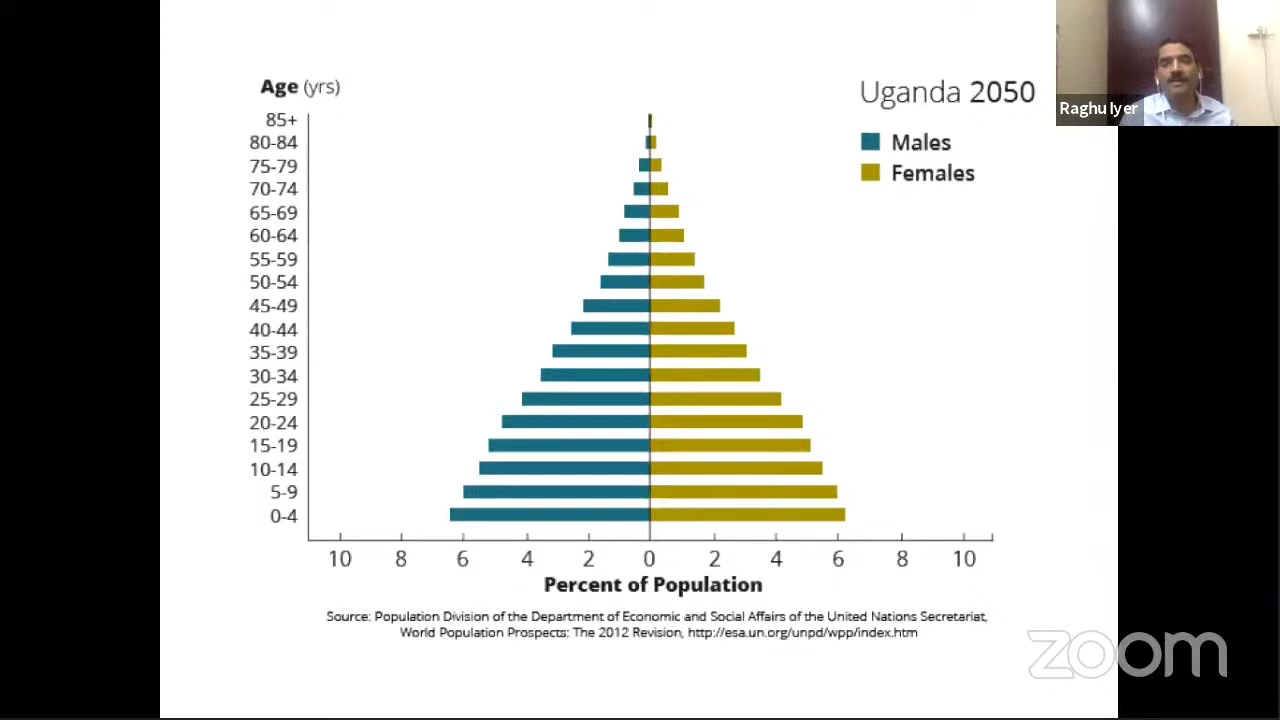 Age (yrs)
Uganda 2050
Raghu Iyer
Males
Females
85+
80-84
75-79
70-74
65-69
60-64
55-59
50-54
45-49
40-44
35-39
30-34
25-29
20-24
15-19
10-14
5-9
0-4
10 8 6 4 2 0 2 4 6 8 10
Percent of Population
Source: Population Division of the Department of Economic and Social Affairs of the United Nations Secretariat,
World Population Prospects: The 2012 Revision, http://esa.un.org/unpd/wpp/index.htm
zoom